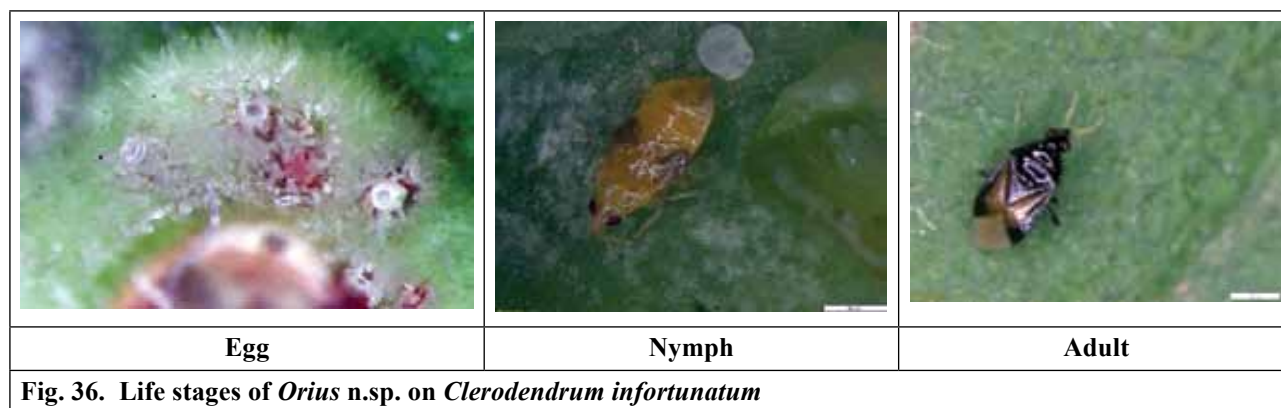 Egg
Nymph
Adult
Fig. 36. Life stages of Orius n.sp. on Clerodendrum infortunatum